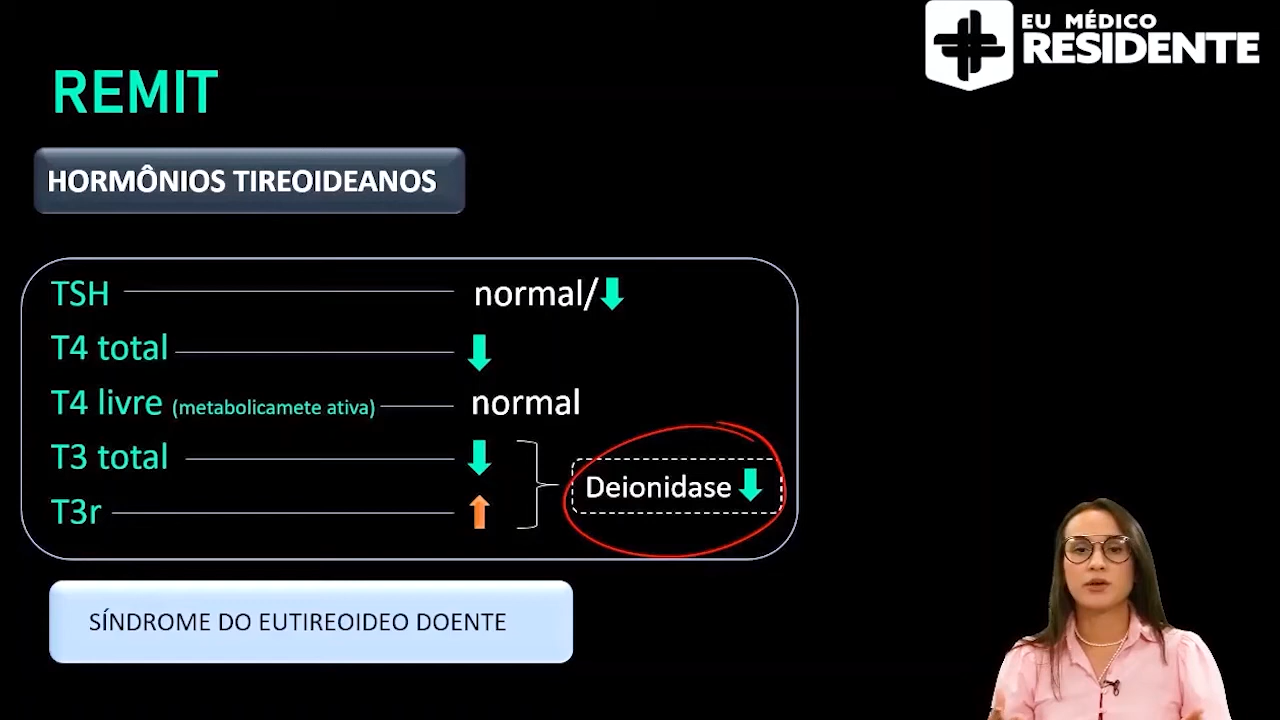 EU MÉDICO
RESIDENTE
REMIT
HORMÔNIOS TIREOIDEANOS
TSH normal/
T4 total
T4 livre (metabolicamete ativa) normal
T3 total
Deionidase
T3r
SÍNDROME DO EUTIREOIDEO DOENTE